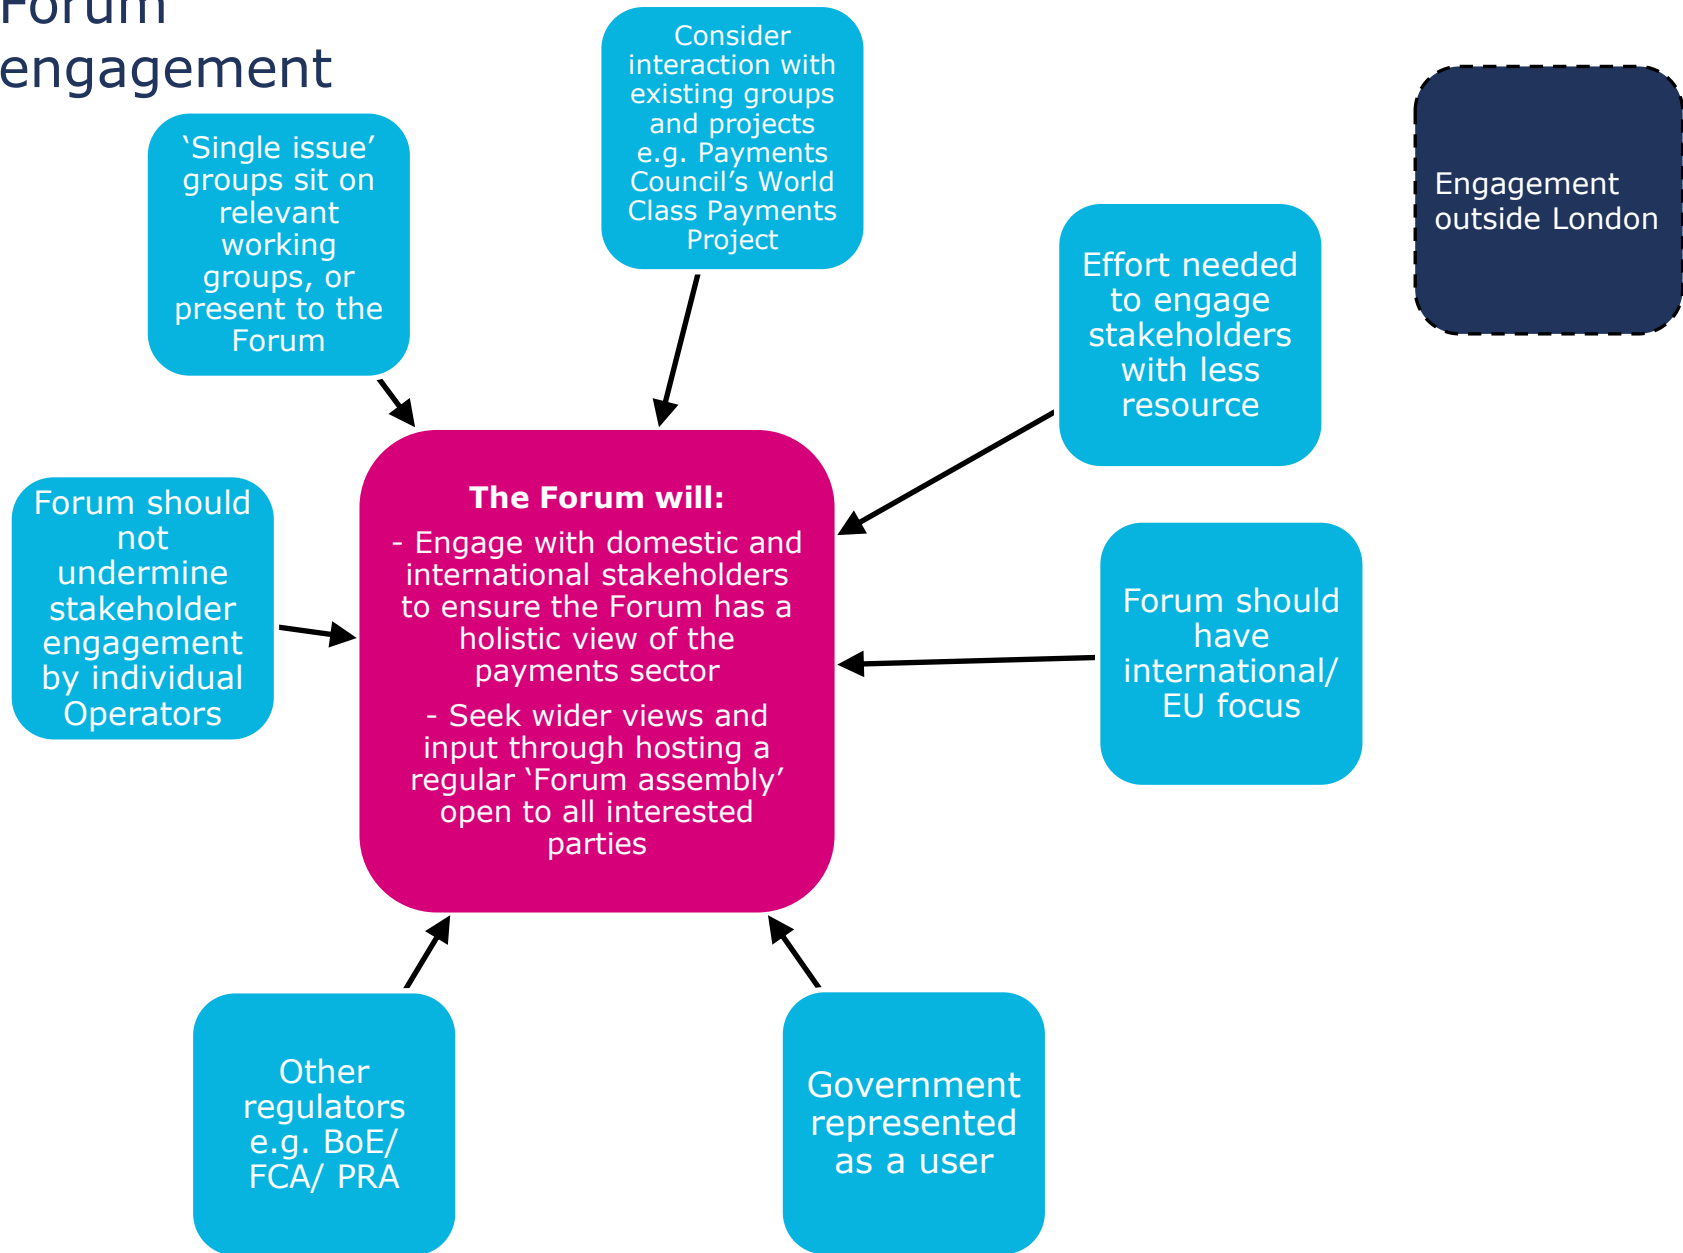 Forum
engagement
Consider
interaction with
existing groups
and projects
e.g. Payments
Council’s World
Class Payments
Project
‘Single issue’
groups sit on
relevant
working
groups, or
present to the
Forum
Engagement
outside London
Effort needed
to engage
stakeholders
with less
resource
Forum should
not
undermine
stakeholder
engagement
by individual
Operators
The Forum will:
- Engage with domestic and
international stakeholders
to ensure the Forum has a
holistic view of the
payments sector
- Seek wider views and
input through hosting a
regular ‘Forum assembly’
open to all interested
parties
Forum should
have
international/
EU focus
Other
regulators
e.g. BoE/
FCA/ PRA
Government
represented
as a user